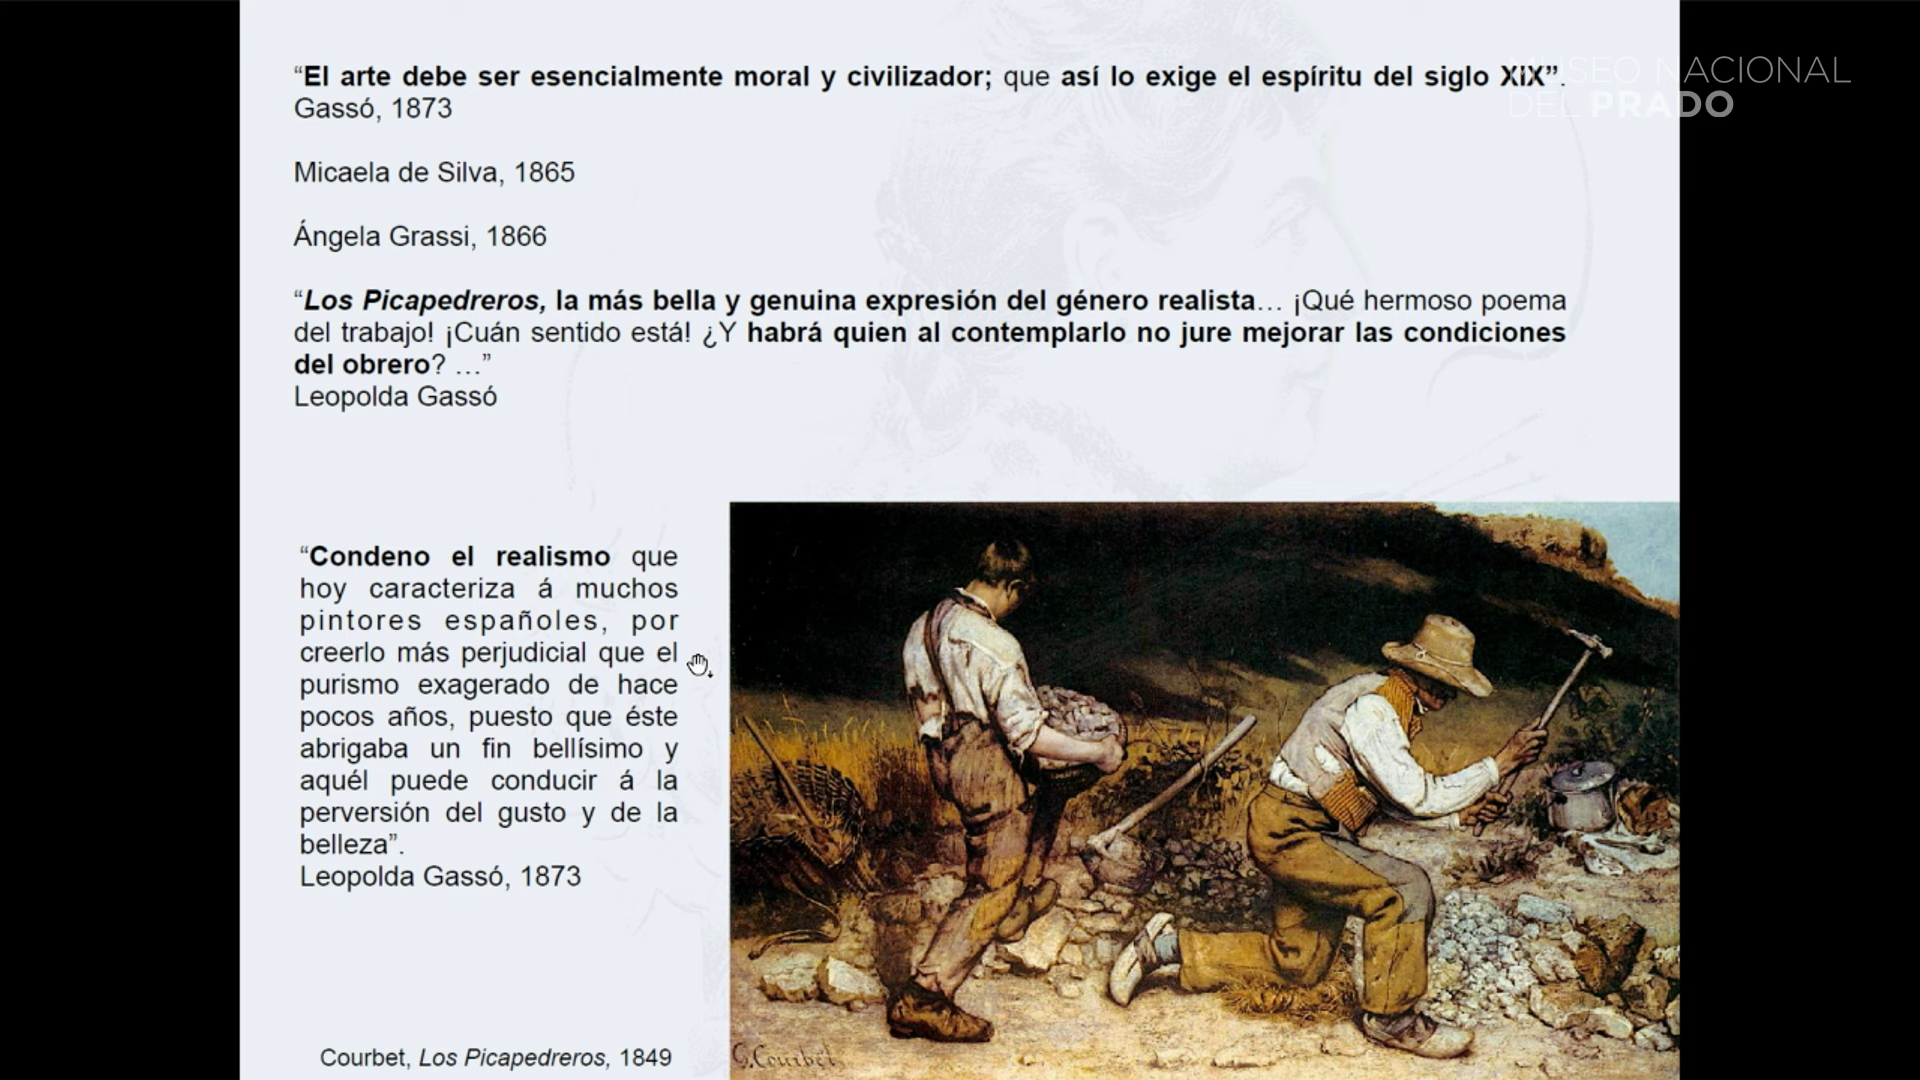 “El arte debe ser esencialmente moral y civilizador; que así lo exige el espíritu del siglo XIX”.
Gassó, 1873
MUSEO NACIONAL
DEL PRADO
Micaela de Silva, 1865
Ángela Grassi, 1866
“Los Picapedreros, la más bella y genuina expresión del género realista… ¡Qué hermoso poema
del trabajo! ¡Cuán sentido está! ¿Y habrá quien al contemplarlo no jure mejorar las condiciones
del obrero? …”
Leopolda Gassó
“Condeno el realismo que
hoy caracteriza á muchos
pintores españoles, por
creerlo más perjudicial que el
purismo exagerado de hace
pocos años, puesto que éste
abrigaba un fin bellísimo y
aquél puede conducir á la
perversión del gusto y de la
belleza”.
Leopolda Gassó, 1873
Courbet, Los Picapedreros, 1849
G. Courbet